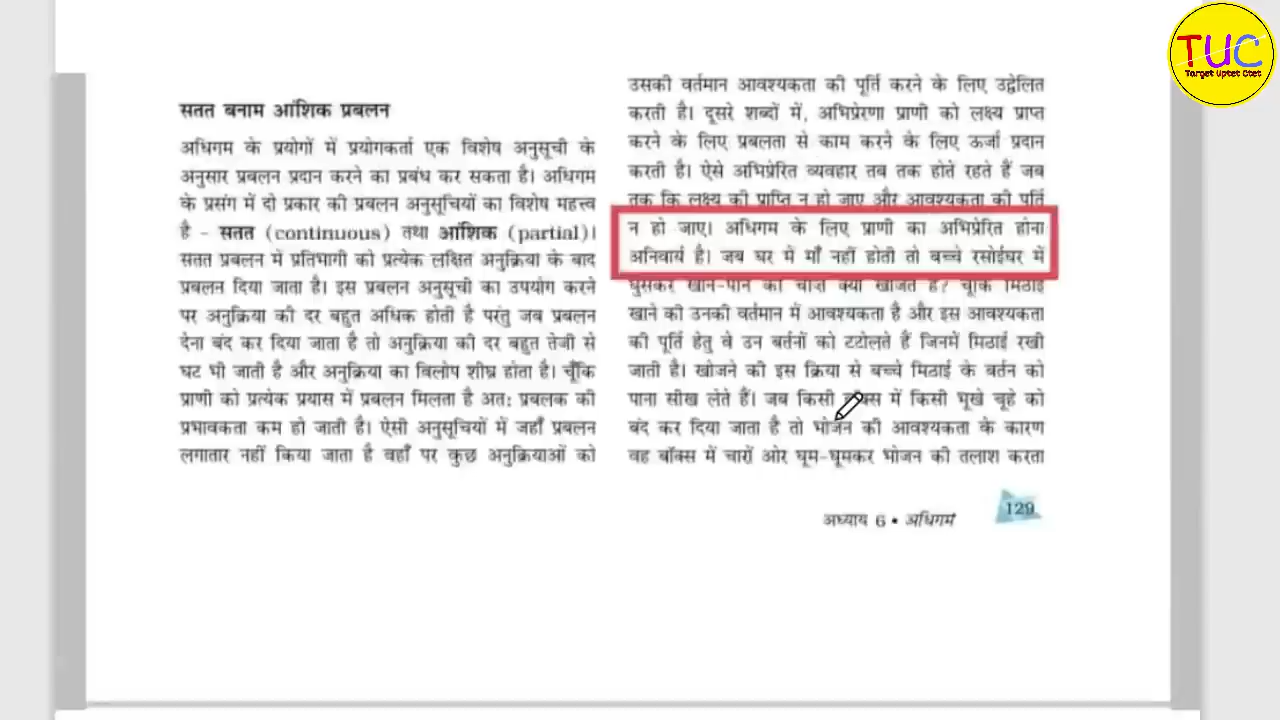 TUC
Target Uptet Ctet
सतत बनाम आंशिक प्रबलन
अधिगम के प्रयोगों में प्रयोगकर्ता एक विशेष अनुसूची के
अनुसार प्रबलन प्रदान करने का प्रबंध कर सकता है। अधिगम
के प्रसंग में दो प्रकार की प्रबलन अनुसूचियों का विशेष महत्त्व
है - सतत (continuous) तथा आंशिक (partial)।
सतत प्रबलन में प्रतिभागी को प्रत्येक लक्षित अनुक्रिया के बाद
प्रबलन दिया जाता है। इस प्रबलन अनुसूची का उपयोग करने
पर अनुक्रिया की दर बहुत अधिक होती है परंतु जब प्रबलन
देना बंद कर दिया जाता है तो अनुक्रिया की दर बहुत तेजी से
घट भी जाती है और अनुक्रिया का विलोप शीघ्र होता है। चूँकि
प्राणी को प्रत्येक प्रयास में प्रबलन मिलता है अतः प्रबलक की
प्रभावकता कम हो जाती है। ऐसी अनुसूचियों में जहाँ प्रबलन
लगातार नहीं किया जाता है वहाँ पर कुछ अनुक्रियाओं को
उसकी वर्तमान आवश्यकता की पूर्ति करने के लिए उद्वेलित
करती है। दूसरे शब्दों में, अभिप्रेरणा प्राणी को लक्ष्य प्राप्त
करने के लिए प्रबलता से काम करने के लिए ऊर्जा प्रदान
करती है। ऐसे अभिप्रेरित व्यवहार तब तक होते रहते हैं जब
तक कि लक्ष्य की प्राप्ति न हो जाए और आवश्यकता की पूर्ति
न हो जाए। अधिगम के लिए प्राणी का अभिप्रेरित होना
अनिवार्य है। जब घर में माँ नहीं होती तो बच्चे रसोईघर में
घुसकर खान-पान की चीजें क्यों खोजते हैं? चूँकि मिठाई
खाने की उनकी वर्तमान में आवश्यकता है और इस आवश्यकता
की पूर्ति हेतु वे उन बर्तनों को टटोलते हैं जिनमें मिठाई रखी
जाती है। खोजने की इस क्रिया से बच्चे मिठाई के बर्तन को
पाना सीख लेते हैं। जब किसी में किसी भूखे चूहे को
बंद कर दिया जाता है तो भोजन की आवश्यकता के कारण
वह बॉक्स में चारों ओर घूम-घूमकर भोजन की तलाश करता
अध्याय 6 • अधिगम
129